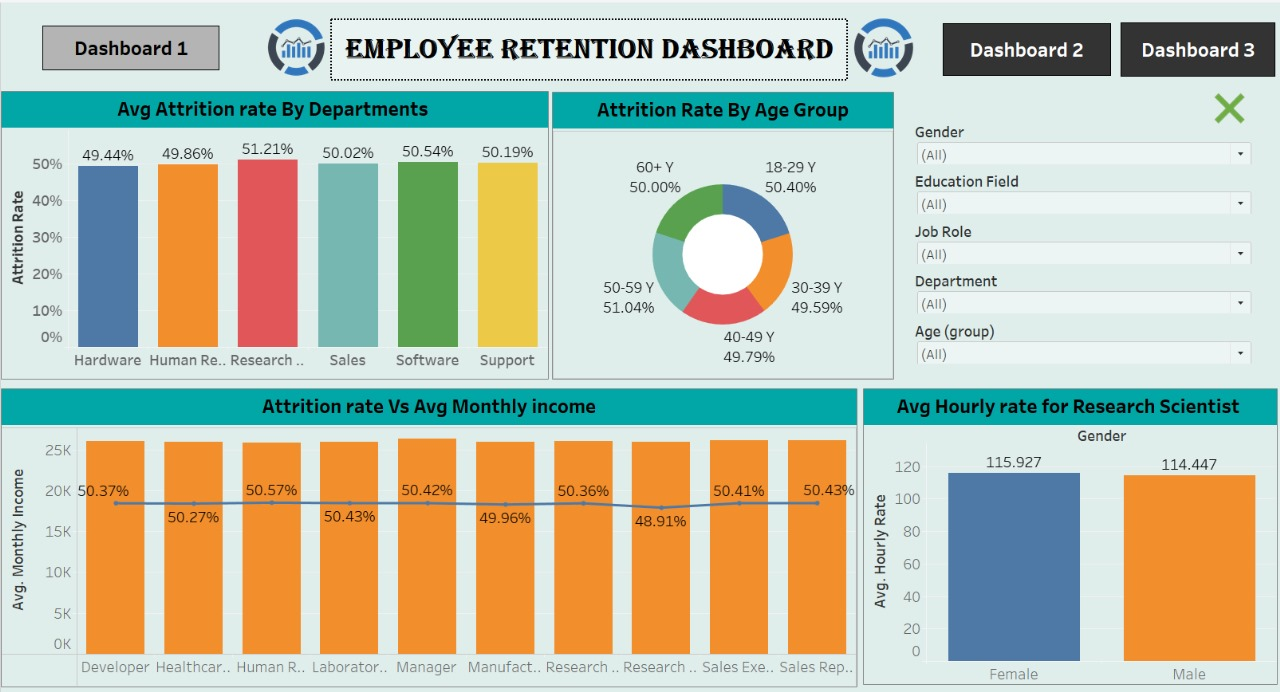 Dashboard 1
EMPLOYEE RETENTION DASHBOARD
Dashboard 2
Dashboard 3
Avg Attrition rate By Departments
Attrition Rate
50%
40%
30%
20%
10%
0%
49.44%
49.86%
51.21%
50.02%
50.54%
50.19%
Hardware
Human Re..
Research ..
Sales
Software
Support
Attrition Rate By Age Group
60+ Y
50.00%
18-29 Y
50.40%
50-59 Y
51.04%
30-39 Y
49.59%
40-49 Y
49.79%
Gender
(All)
Education Field
(All)
Job Role
(All)
Department
(All)
Age (group)
(All)
Attrition rate Vs Avg Monthly income
Avg. Monthly Income
25K
20K
15K
10K
5K
0K
50.37%
50.27%
50.57%
50.43%
50.42%
49.96%
50.36%
48.91%
50.41%
50.43%
Developer
Healthcar..
Human R..
Laborator..
Manager
Manufact..
Research ..
Research ..
Sales Exe..
Sales Rep..
Avg Hourly rate for Research Scientist
Gender
Avg. Hourly Rate
120
100
80
60
40
20
0
115.927
114.447
Female
Male